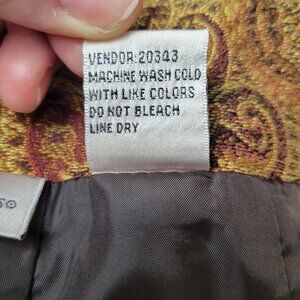 VENDOR:20343
MACHINE WASH COLD
WITH LIKE COLORS
DO NOT BLEACH
LINE DRY